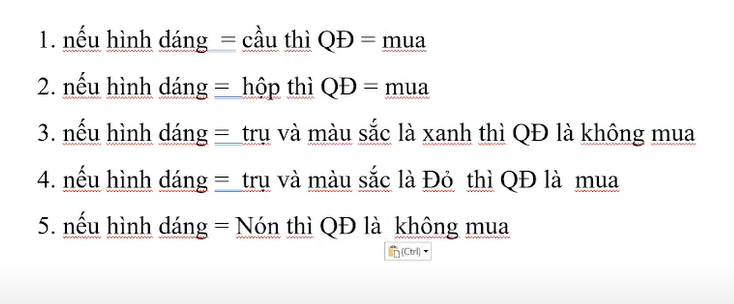 1. nếu hình dáng = cầu thì QĐ = mua
2. nếu hình dáng = hộp thì QĐ = mua
3. nếu hình dáng = trụ và màu sắc là xanh thì QĐ là không mua
4. nếu hình dáng = trụ và màu sắc là Đỏ thì QĐ là mua
5. nếu hình dáng = Nón thì QĐ là không mua
(Ctrl)